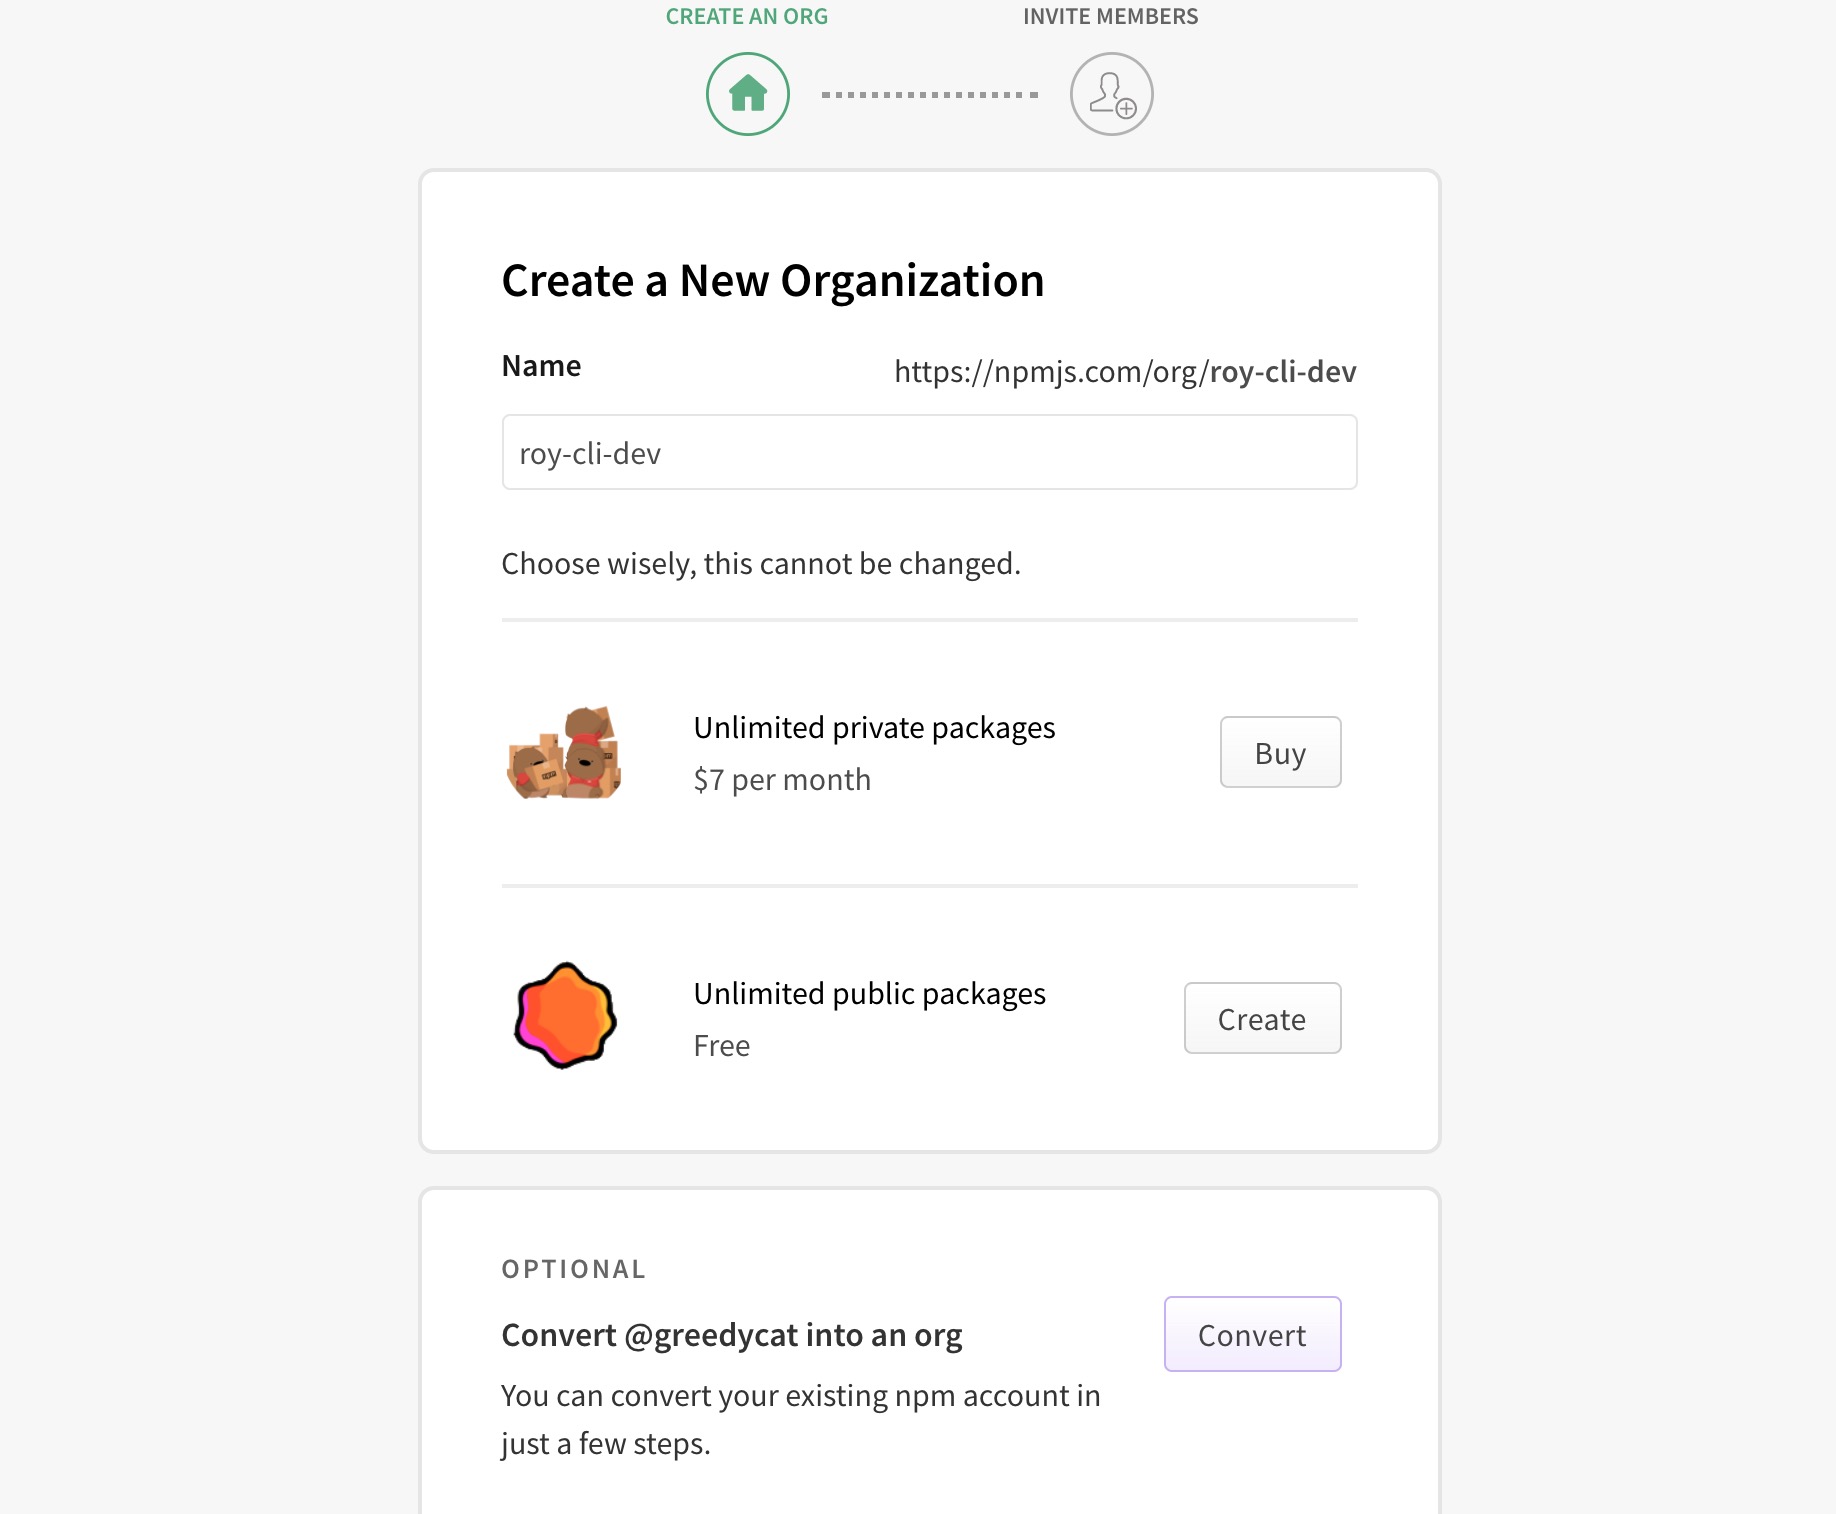 CREATE AN ORG
INVITE MEMBERS
Create a New Organization
Name
https://npmjs.com/org/roy-cli-dev
roy-cli-dev
Choose wisely, this cannot be changed.
Unlimited private packages
$7 per month
Buy
npm
Unlimited public packages
Free
Create
OPTIONAL
Convert @greedycat into an org
Convert
You can convert your existing npm account in
just a few steps.